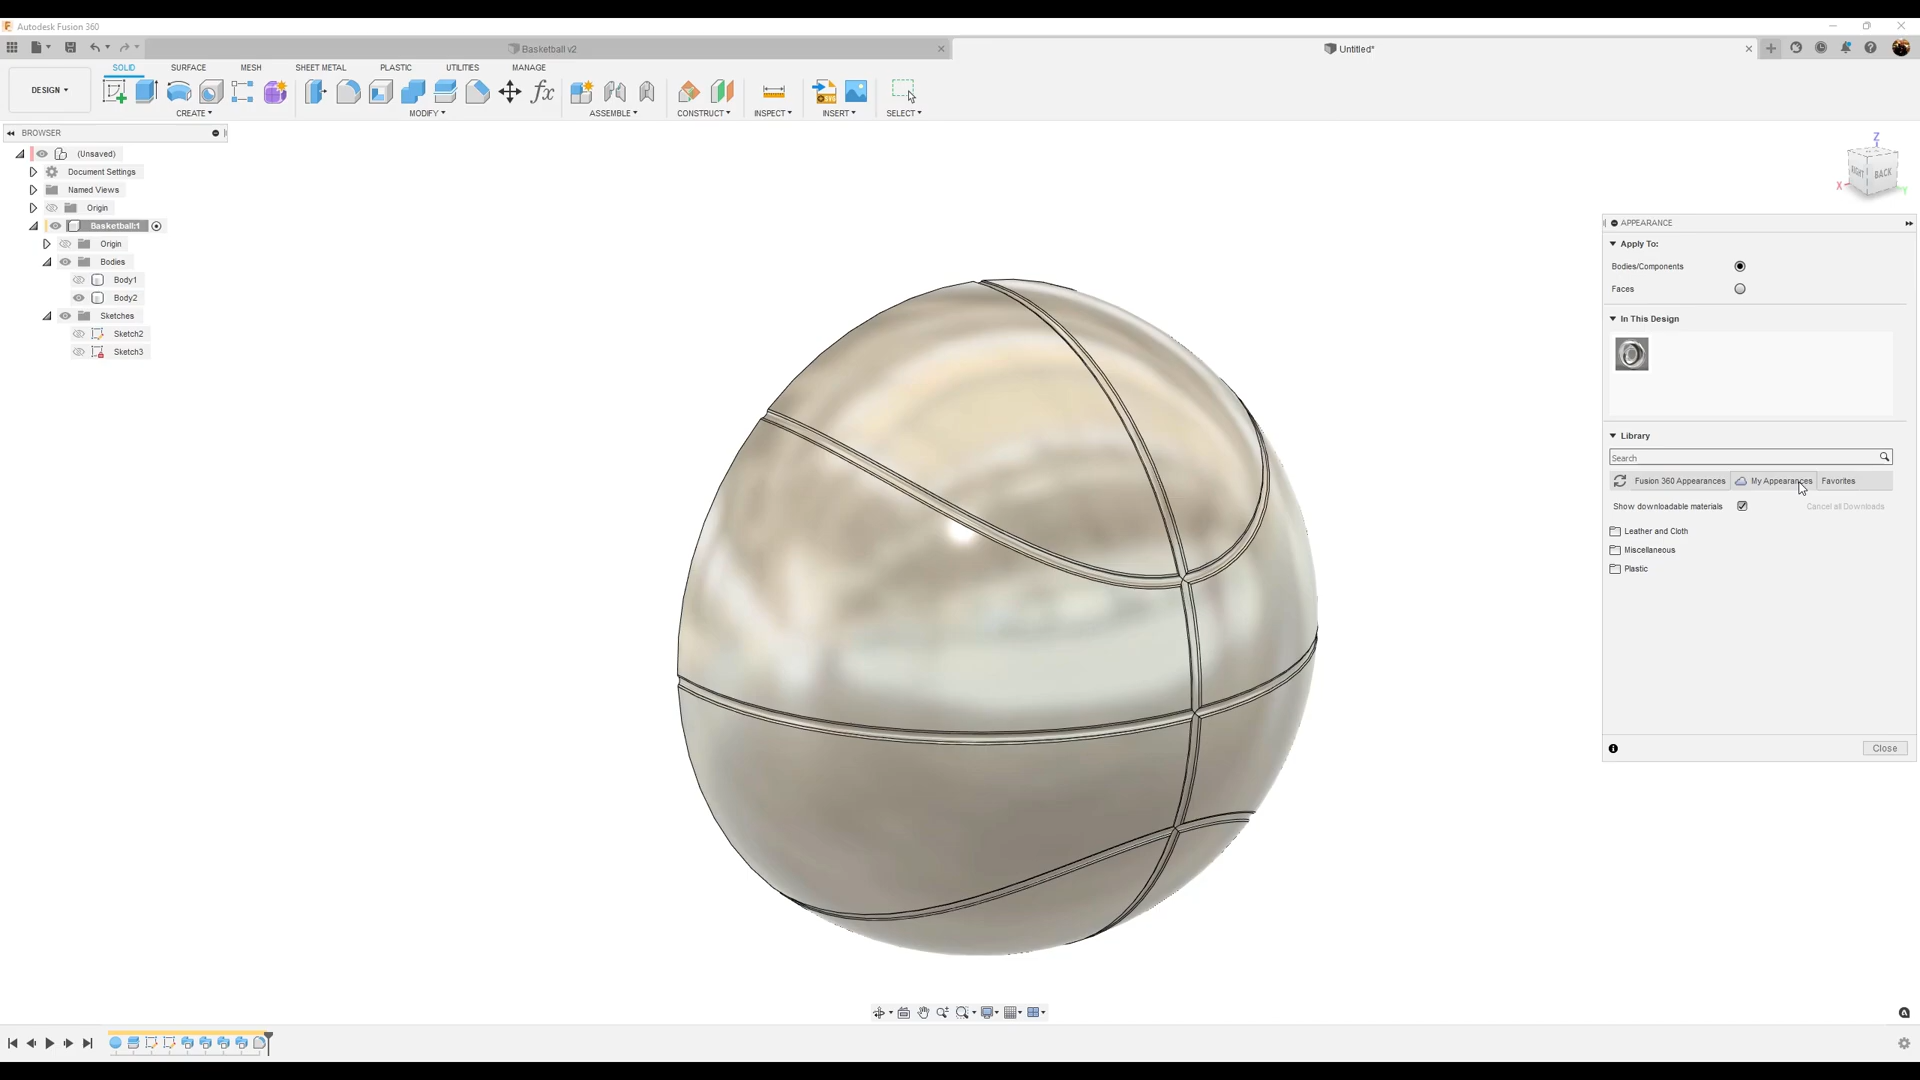 Autodesk Fusion 360
Basketball v2
Untitled*
DESIGN
SOLID SURFACE MESH SHEET METAL PLASTIC UTILITIES MANAGE
CREATE MODIFY ASSEMBLE CONSTRUCT INSPECT INSERT SELECT
BROWSER
(Unsaved)
Document Settings
Named Views
Origin
Basketball:1
Origin
Bodies
Body1
Body2
Sketches
Sketch2
Sketch3
Z
X
Y
RIGHT BACK
APPEARANCE
Apply To:
Bodies/Components
Faces
In This Design
Library
Search
Fusion 360 Appearances My Appearances Favorites
Show downloadable materials Cancel all Downloads
Leather and Cloth
Miscellaneous
Plastic
Close